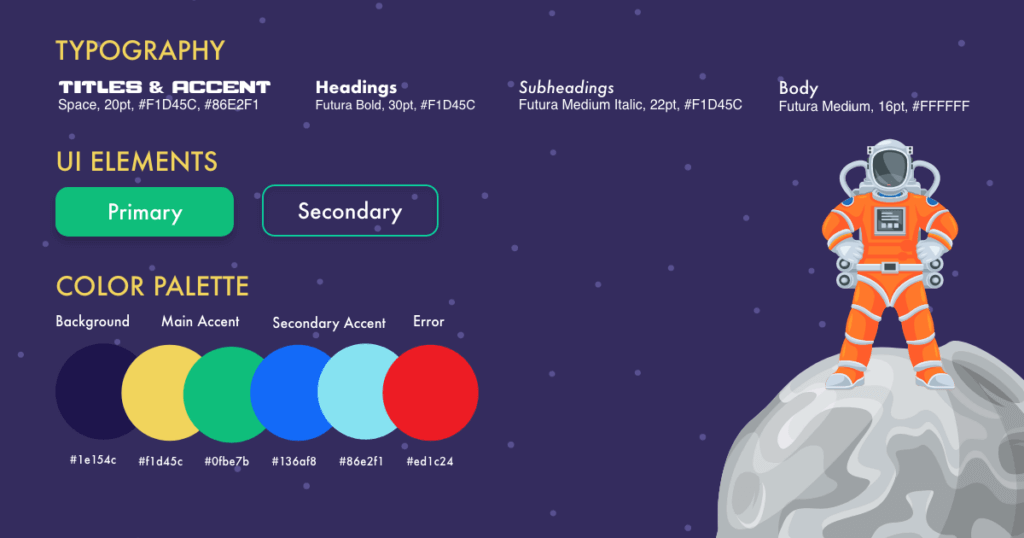 TYPOGRAPHY
TITLES & ACCENT
Space, 20pt, #F1D45C, #86E2F1
Headings
Futura Bold, 30pt, #F1D45C
Subheadings
Futura Medium Italic, 22pt, #F1D45C
Body
Futura Medium, 16pt, #FFFFFF
UI ELEMENTS
Primary
Secondary
COLOR PALETTE
Background
Main Accent
Secondary Accent
Error
#1e154c
#f1d45c
#0fbe7b
#136af8
#86e2f1
#ed1c24